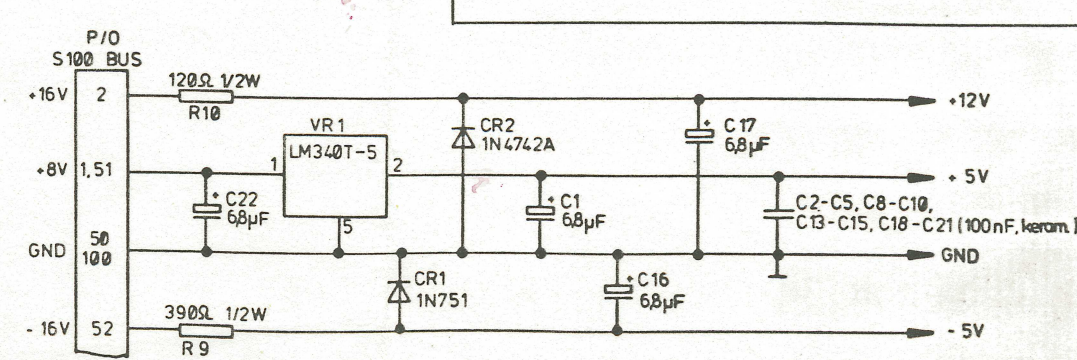 P/O
S100 BUS
+16V 2
120Ω 1/2W
R10
+12V
VR1
LM340T-5
1 2
5
CR2
1N4742A
+ C17
6,8µF
+8V 1,51
+ C22
6,8µF
+ C1
6,8µF
+ 5V
C2-C5, C8-C10,
C13-C15, C18-C21 (100nF, keram.)
GND 50
100
GND
CR1
1N751
+ C16
6,8µF
- 16V 52
390Ω 1/2W
R9
- 5V